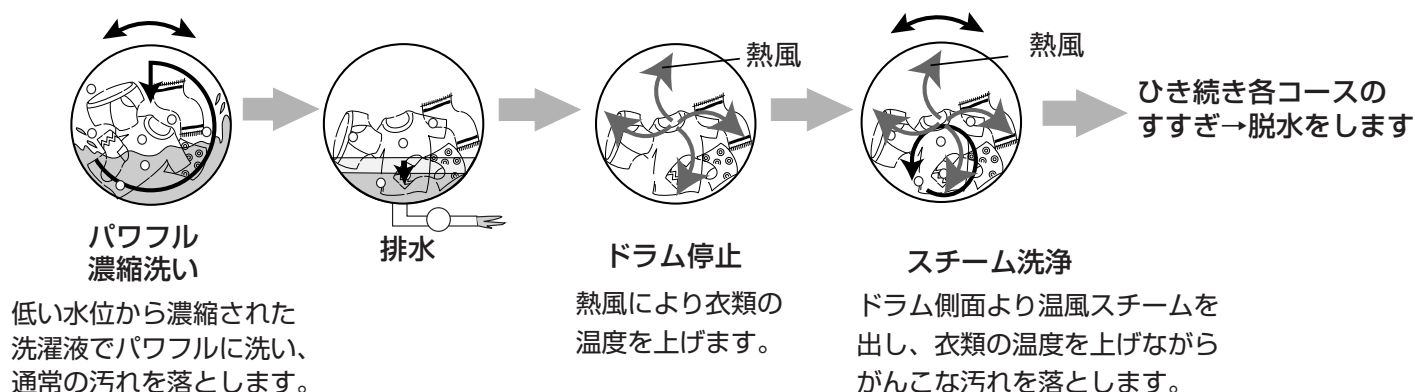 パワフル
濃縮洗い
低い水位から濃縮された
洗濯液でパワフルに洗い、
通常の汚れを落とします。
排水
熱風
ドラム停止
熱風により衣類の
温度を上げます。
熱風
スチーム洗浄
ドラム側面より温風スチームを
出し、衣類の温度を上げながら
がんこな汚れを落とします。
ひき続き各コースの
すすぎ→脱水をします